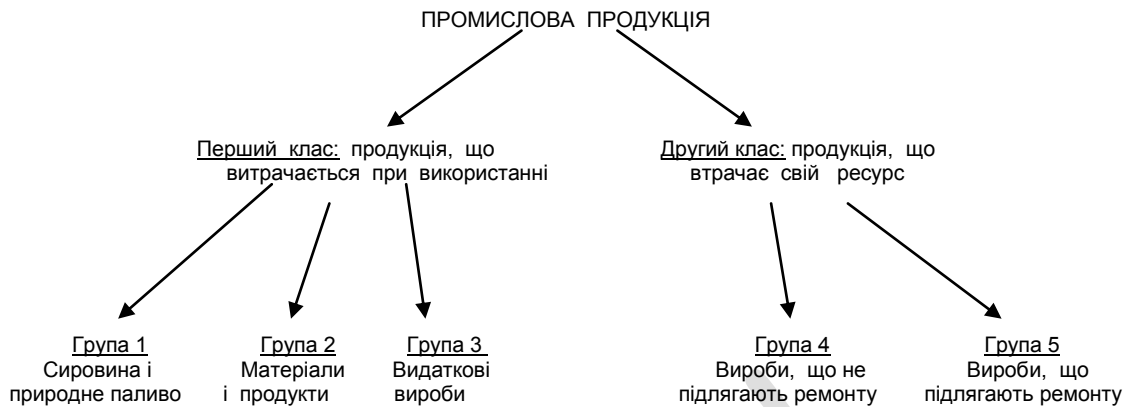 ПРОМИСЛОВА ПРОДУКЦІЯ
Перший клас: продукція, що
витрачається при використанні
Другий клас: продукція, що
втрачає свій ресурс
Група 1
Сировина і
природне паливо
Група 2
Матеріали
і продукти
Група 3
Видаткові
вироби
Група 4
Вироби, що не
підлягають ремонту
Група 5
Вироби, що
підлягають ремонту